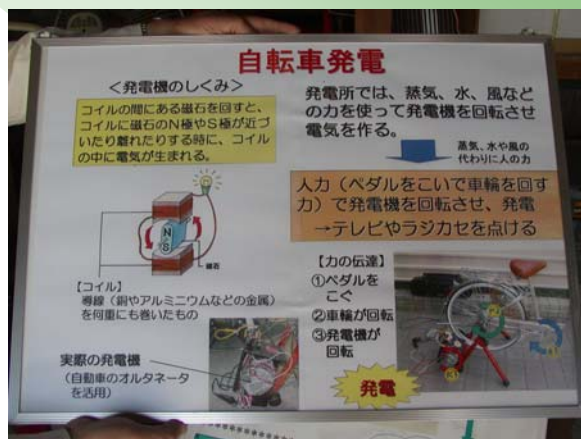 自転車発電
<発電機のしくみ>
コイルの間にある磁石を回すと、
コイルに磁石のN極やS極が近づ
いたり離れたりする時に、コイル
の中に電気が生まれる。
N
S
磁石
【コイル】
導線（銅やアルミニウムなどの金属）
を何重にも巻いたもの
実際の発電機
（自動車のオルタネータ
を活用）
発電所では、蒸気、水、風など
の力を使って発電機を回転させ
電気を作る。
蒸気、水や風の
代わりに人の力
人力（ペダルをこいで車輪を回す
力）で発電機を回転させ、発電
→テレビやラジカセを点ける
【力の伝達】
①ペダルを
こぐ
②車輪が回転
③発電機が
回転
発電